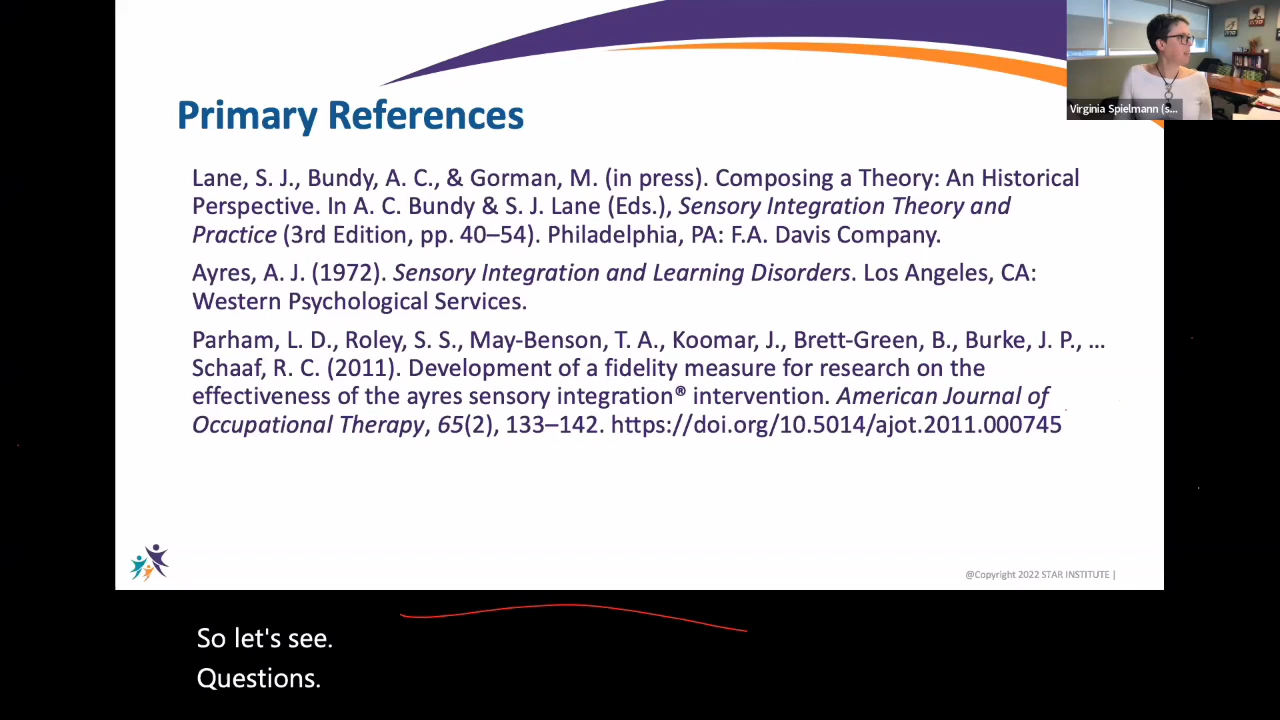 Virginia Spielmann (s...
Primary References
Lane, S. J., Bundy, A. C., & Gorman, M. (in press). Composing a Theory: An Historical
Perspective. In A. C. Bundy & S. J. Lane (Eds.), Sensory Integration Theory and
Practice (3rd Edition, pp. 40–54). Philadelphia, PA: F.A. Davis Company.
Ayres, A. J. (1972). Sensory Integration and Learning Disorders. Los Angeles, CA:
Western Psychological Services.
Parham, L. D., Roley, S. S., May-Benson, T. A., Koomar, J., Brett-Green, B., Burke, J. P., …
Schaaf, R. C. (2011). Development of a fidelity measure for research on the
effectiveness of the ayres sensory integration® intervention. American Journal of
Occupational Therapy, 65(2), 133–142. https://doi.org/10.5014/ajot.2011.000745
@Copyright 2022 STAR INSTITUTE |
So let's see.
Questions.